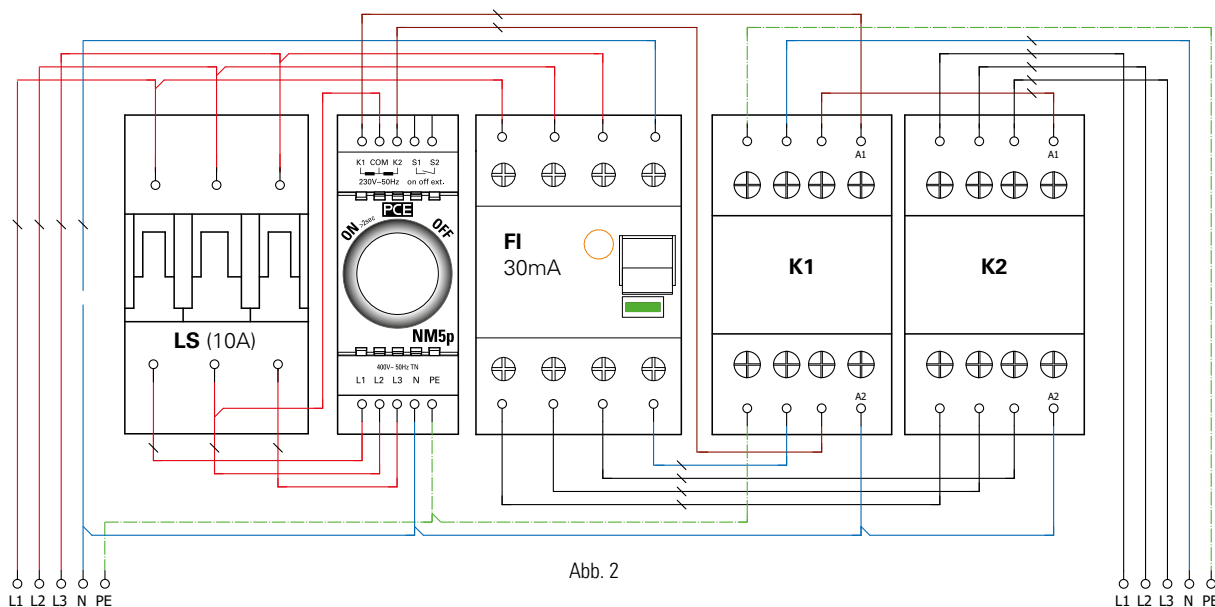 K1 COM K2 S1 S2
230V~50Hz on off ext.
PCE
ON >2sec OFF
NM5p
400V~ 50Hz TN
L1 L2 L3 N PE
LS (10A)
FI
30mA
A1
K1
A2
A1
K2
A2
Abb. 2
L1 L2 L3 N PE
L1 L2 L3 N PE